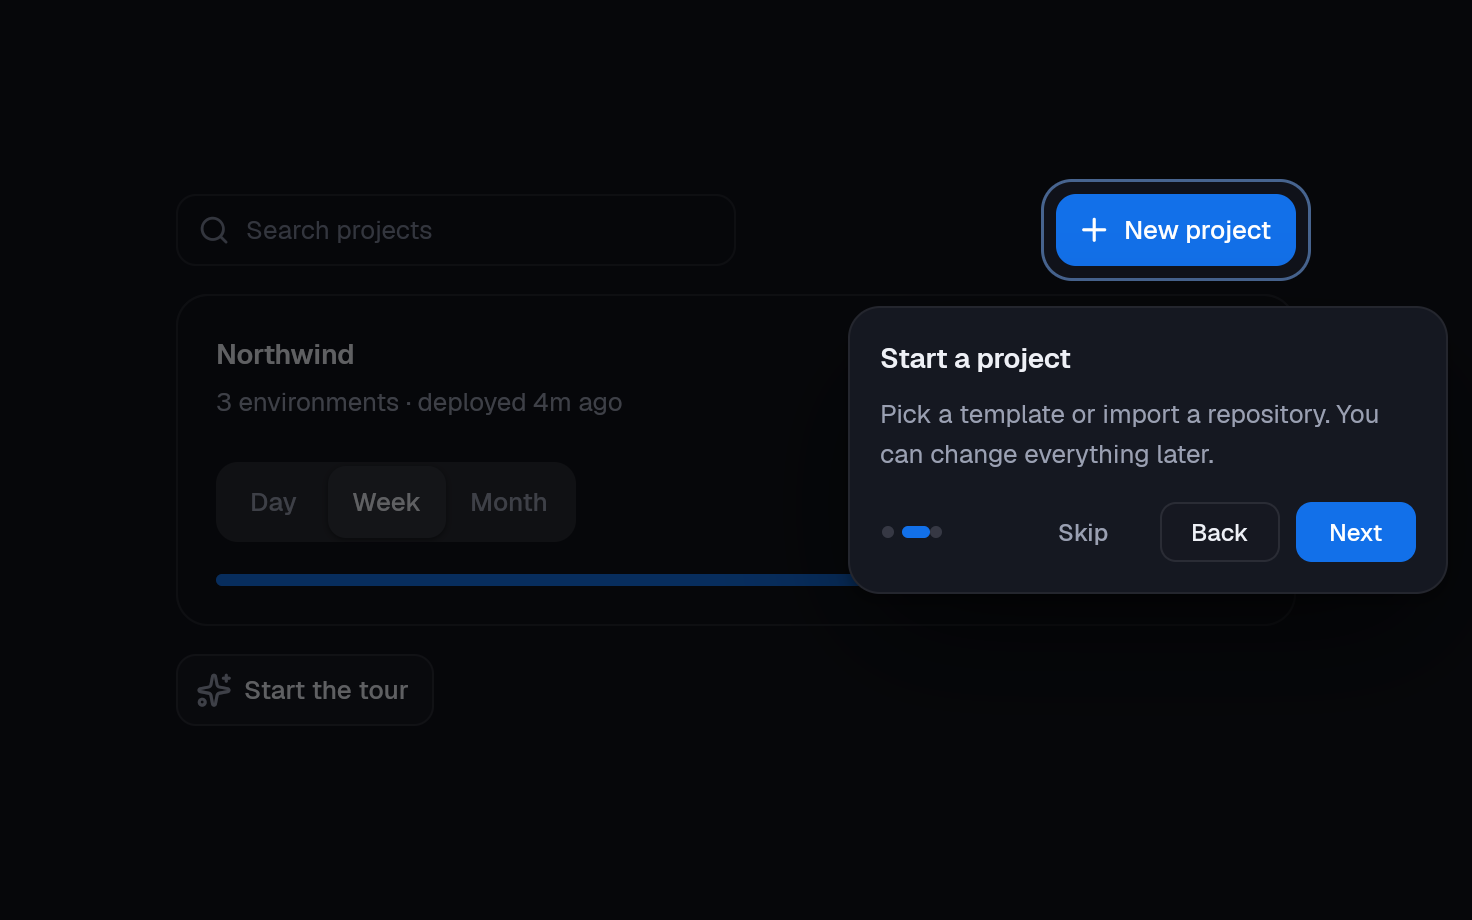 Search projects
New project
Northwind
3 environments · deployed 4m ago
Day
Week
Month
Start a project
Pick a template or import a repository. You
can change everything later.
Skip
Back
Next
Start the tour